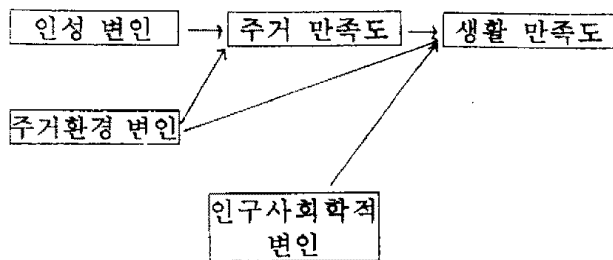 인성 변인
주거 만족도
생활 만족도
주거환경 변인
인구사회학적
변인